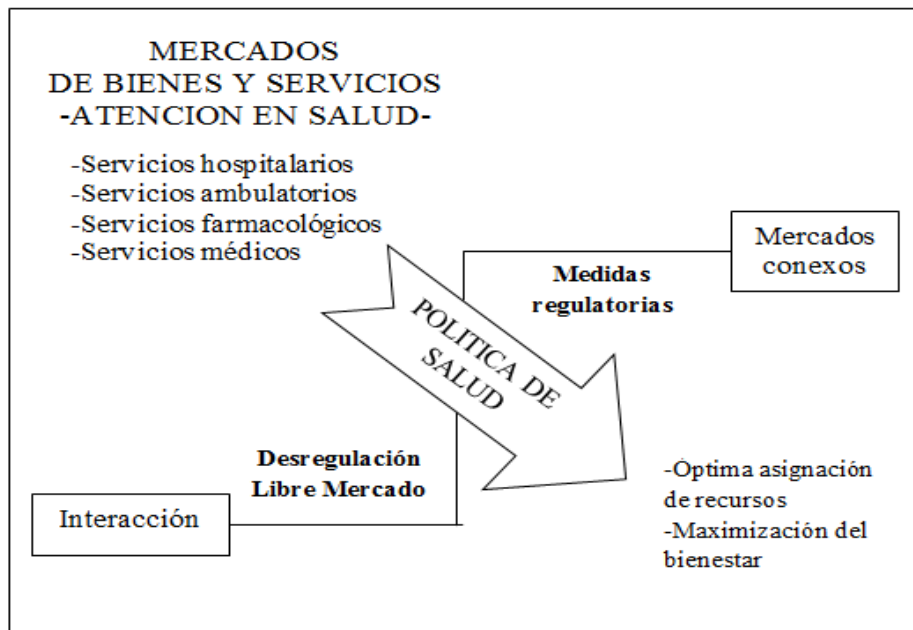 MERCADOS
DE BIENES Y SERVICIOS
-ATENCION EN SALUD-
-Servicios hospitalarios
-Servicios ambulatorios
-Servicios farmacológicos
-Servicios médicos
Mercados
conexos
Medidas
regulatorias
POLITICA DE
SALUD
Desregulación
Libre Mercado
Interacción
-Óptima asignación
de recursos
-Maximización del
bienestar